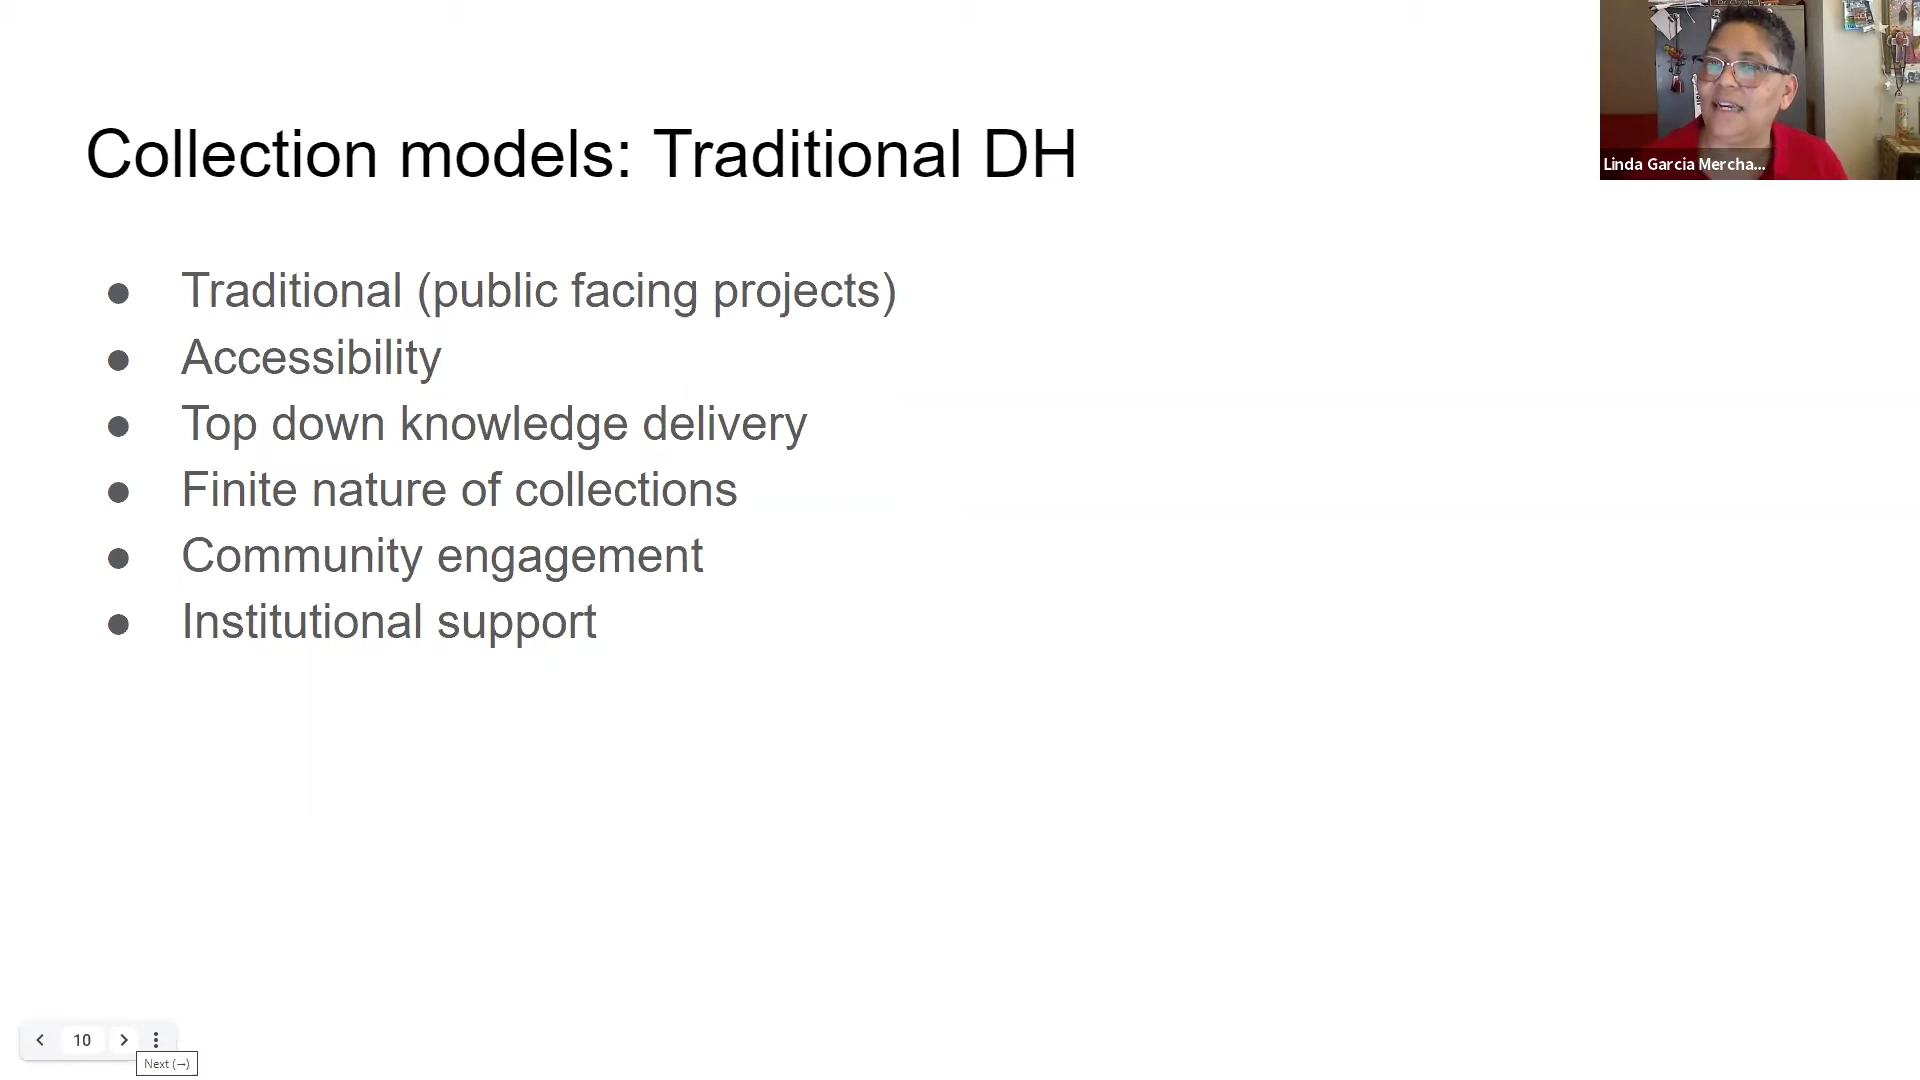 Collection models: Traditional DH
Linda Garcia Mercha...
● Traditional (public facing projects)
● Accessibility
● Top down knowledge delivery
● Finite nature of collections
● Community engagement
● Institutional support
10
Next (→)